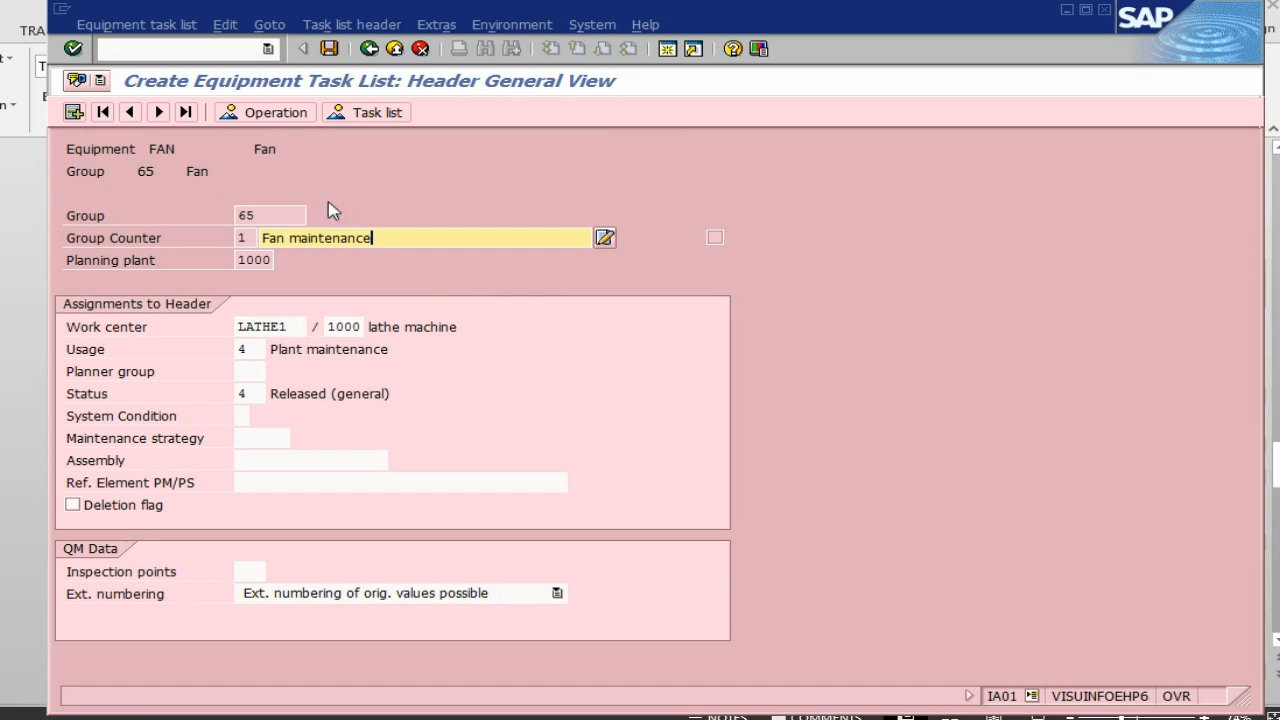 Equipment task list Edit Goto Task list header Extras Environment System Help
SAP
TRA
Create Equipment Task List: Header General View
Operation Task list
Equipment FAN Fan
Group 65 Fan
Group 65
Group Counter 1 Fan maintenance
Planning plant 1000
Assignments to Header
Work center LATHE1 / 1000 lathe machine
Usage 4 Plant maintenance
Planner group
Status 4 Released (general)
System Condition
Maintenance strategy
Assembly
Ref. Element PM/PS
Deletion flag
QM Data
Inspection points
Ext. numbering Ext. numbering of orig. values possible
IA01 VISUINFOEHP6 OVR
NOTES COMMENTS